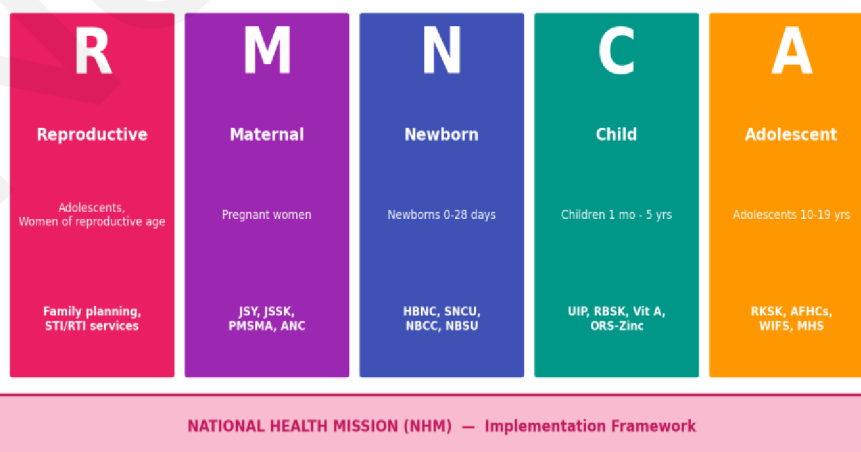 R
Reproductive
Adolescents,
Women of reproductive age
Family planning,
STI/RTI services
M
Maternal
Pregnant women
JSY, JSSK,
PMSMA, ANC
N
Newborn
Newborns 0-28 days
HBNC, SNCU,
NBCC, NBSU
C
Child
Children 1 mo - 5 yrs
UIP, RBSK, Vit A,
ORS-Zinc
A
Adolescent
Adolescents 10-19 yrs
RKSK, AFHCs,
WIFS, MHS
NATIONAL HEALTH MISSION (NHM) — Implementation Framework